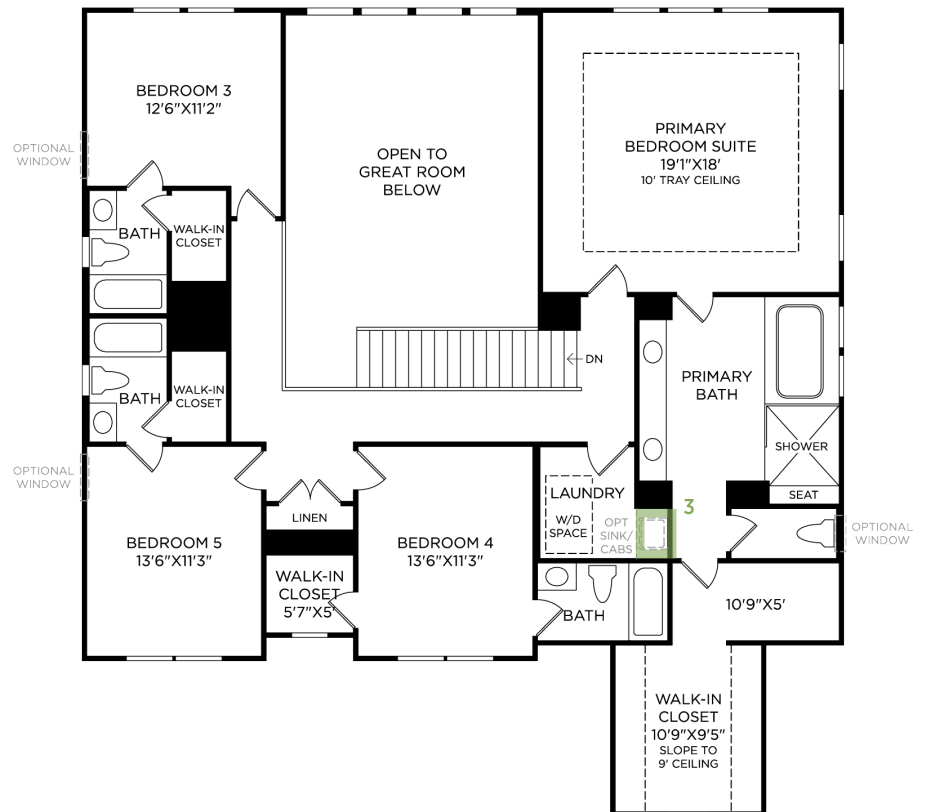 BEDROOM 3
12'6"X11'2"
OPTIONAL
WINDOW
OPEN TO
GREAT ROOM
BELOW
PRIMARY
BEDROOM SUITE
19'1"X18'
10' TRAY CEILING
BATH
WALK-IN
CLOSET
DN
BATH
WALK-IN
CLOSET
PRIMARY
BATH
SHOWER
SEAT
OPTIONAL
WINDOW
LINEN
LAUNDRY
W/D
SPACE
OPT
SINK/
CABS
3
OPTIONAL
WINDOW
BEDROOM 5
13'6"X11'3"
BEDROOM 4
13'6"X11'3"
WALK-IN
CLOSET
5'7"X5'
BATH
10'9"X5'
WALK-IN
CLOSET
10'9"X9'5"
SLOPE TO
9' CEILING